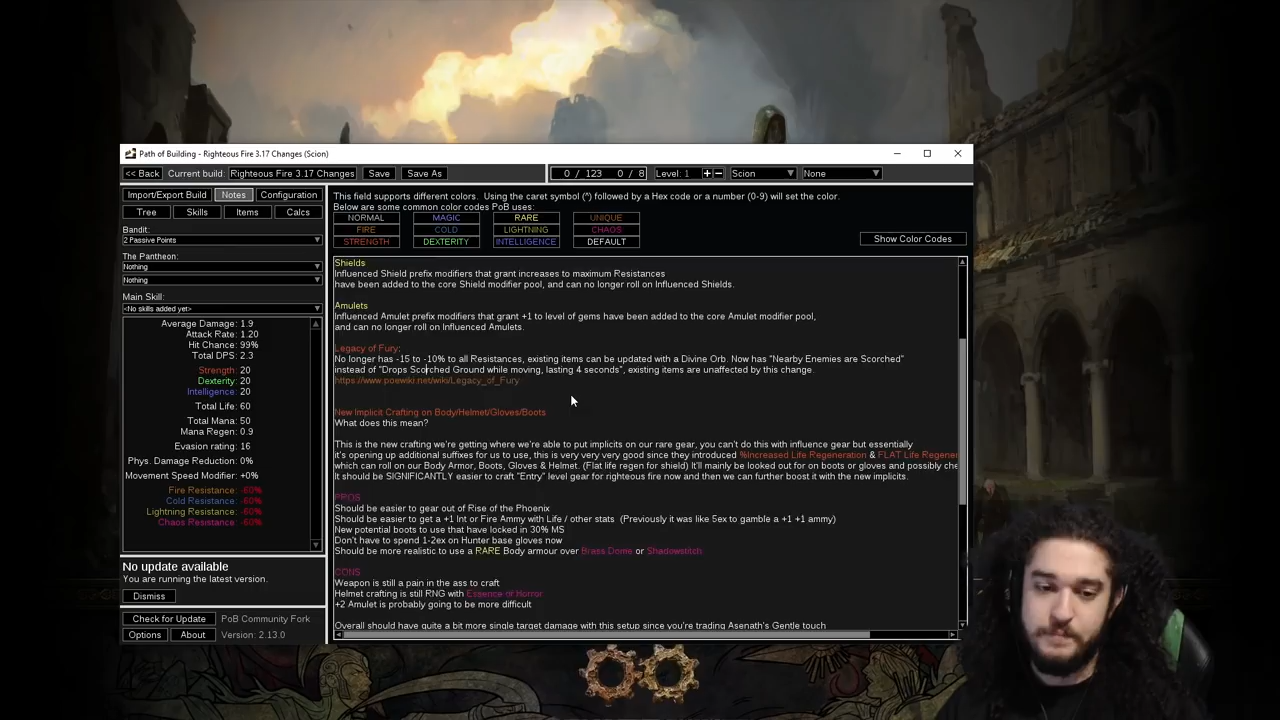 Path of Building - Righteous Fire 3.17 Changes (Scion)
<< Back
Current build: Righteous Fire 3.17 Changes
Save
Save As
0 / 123 0 / 8
Level: 1
+
Scion
None
Import/Export Build
Notes
Configuration
Tree
Skills
Items
Calcs
Bandit:
2 Passive Points
The Pantheon:
Nothing
Nothing
Main Skill:
<No skills added yet>
Average Damage: 1.9
Attack Rate: 1.20
Hit Chance: 99%
Total DPS: 2.3
Strength: 20
Dexterity: 20
Intelligence: 20
Total Life: 60
Total Mana: 50
Mana Regen: 0.9
Evasion rating: 16
Phys. Damage Reduction: 0%
Movement Speed Modifier: +0%
Fire Resistance: -60%
Cold Resistance: -60%
Lightning Resistance: -60%
Chaos Resistance: -60%
No update available
You are running the latest version.
Dismiss
Check for Update
PoB Community Fork
Options
About
Version: 2.13.0
This field supports different colors. Using the caret symbol (^) followed by a Hex code or a number (0-9) will set the color.
Below are some common color codes PoB uses:
NORMAL MAGIC RARE UNIQUE
FIRE COLD LIGHTNING CHAOS
STRENGTH DEXTERITY INTELLIGENCE DEFAULT
Show Color Codes
Shields
Influenced Shield prefix modifiers that grant increases to maximum Resistances
have been added to the core Shield modifier pool, and can no longer roll on Influenced Shields.
Amulets
Influenced Amulet prefix modifiers that grant +1 to level of gems have been added to the core Amulet modifier pool,
and can no longer roll on Influenced Amulets.
Legacy of Fury:
No longer has -15 to -10% to all Resistances, existing items can be updated with a Divine Orb. Now has "Nearby Enemies are Scorched"
instead of "Drops Scorched Ground while moving, lasting 4 seconds", existing items are unaffected by this change.
https://www.poewiki.net/wiki/Legacy_of_Fury
New Implicit Crafting on Body/Helmet/Gloves/Boots
What does this mean?
This is the new crafting we're getting where we're able to put implicits on our rare gear, you can't do this with influence gear but essentially
it's opening up additional suffixes for us to use, this is very very very good since they introduced %Increased Life Regeneration & FLAT Life Regener
which can roll on our Body Armor, Boots, Gloves & Helmet. (Flat life regen for shield) It'll mainly be looked out for on boots or gloves and possibly che
It should be SIGNIFICANTLY easier to craft "Entry" level gear for righteous fire now and then we can further boost it with the new implicits.
PROS
Should be easier to gear out of Rise of the Phoenix
Should be easier to get a +1 Int or Fire Ammy with Life / other stats (Previously it was like 5ex to gamble a +1 +1 ammy)
New potential boots to use that have locked in 30% MS
Don't have to spend 1-2ex on Hunter base gloves now
Should be more realistic to use a RARE Body armour over Brass Dome or Shadowstitch
CONS
Weapon is still a pain in the ass to craft
Helmet crafting is still RNG with Essence of Horror
+2 Amulet is probably going to be more difficult
Overall should have quite a bit more single target damage with this setup since you're trading Asenath's Gentle touch